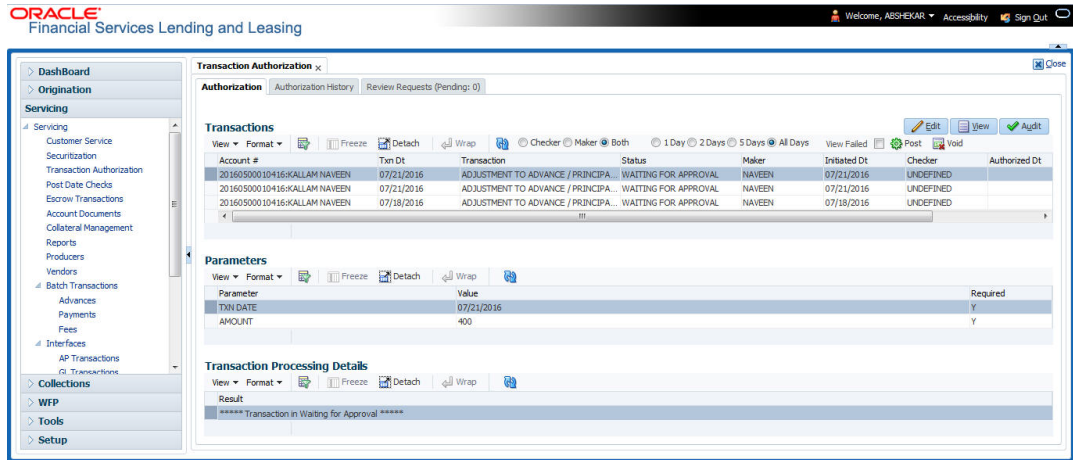 ORACLE
Financial Services Lending and Leasing
Welcome, ABSHEKAR Accessibility Sign Out
Close
DashBoard
Origination
Servicing
Servicing
Customer Service
Securitization
Transaction Authorization
Post Date Checks
Escrow Transactions
Account Documents
Collateral Management
Reports
Producers
Vendors
Batch Transactions
Advances
Payments
Fees
Interfaces
AP Transactions
GL Transactions
Collections
WFP
Tools
Setup
Transaction Authorization x
Authorization Authorization History Review Requests (Pending: 0)
Transactions
Edit View Audit
View Format Freeze Detach Wrap Checker Maker Both 1 Day 2 Days 5 Days All Days View Failed Post Void
Account # Txn Dt Transaction Status Maker Initiated Dt Checker Authorized Dt
20160500010416:KALLAM NAVEEN 07/21/2016 ADJUSTMENT TO ADVANCE / PRINCIPA... WAITING FOR APPROVAL NAVEEN 07/21/2016 UNDEFINED
20160500010416:KALLAM NAVEEN 07/21/2016 ADJUSTMENT TO ADVANCE / PRINCIPA... WAITING FOR APPROVAL NAVEEN 07/21/2016 UNDEFINED
20160500010416:KALLAM NAVEEN 07/18/2016 ADJUSTMENT TO ADVANCE / PRINCIPA... WAITING FOR APPROVAL NAVEEN 07/18/2016 UNDEFINED
Parameters
View Format Freeze Detach Wrap
Parameter Value Required
TXN DATE 07/21/2016 Y
AMOUNT 400 Y
Transaction Processing Details
View Format Freeze Detach Wrap
Result
***** Transaction in Waiting for Approval *****